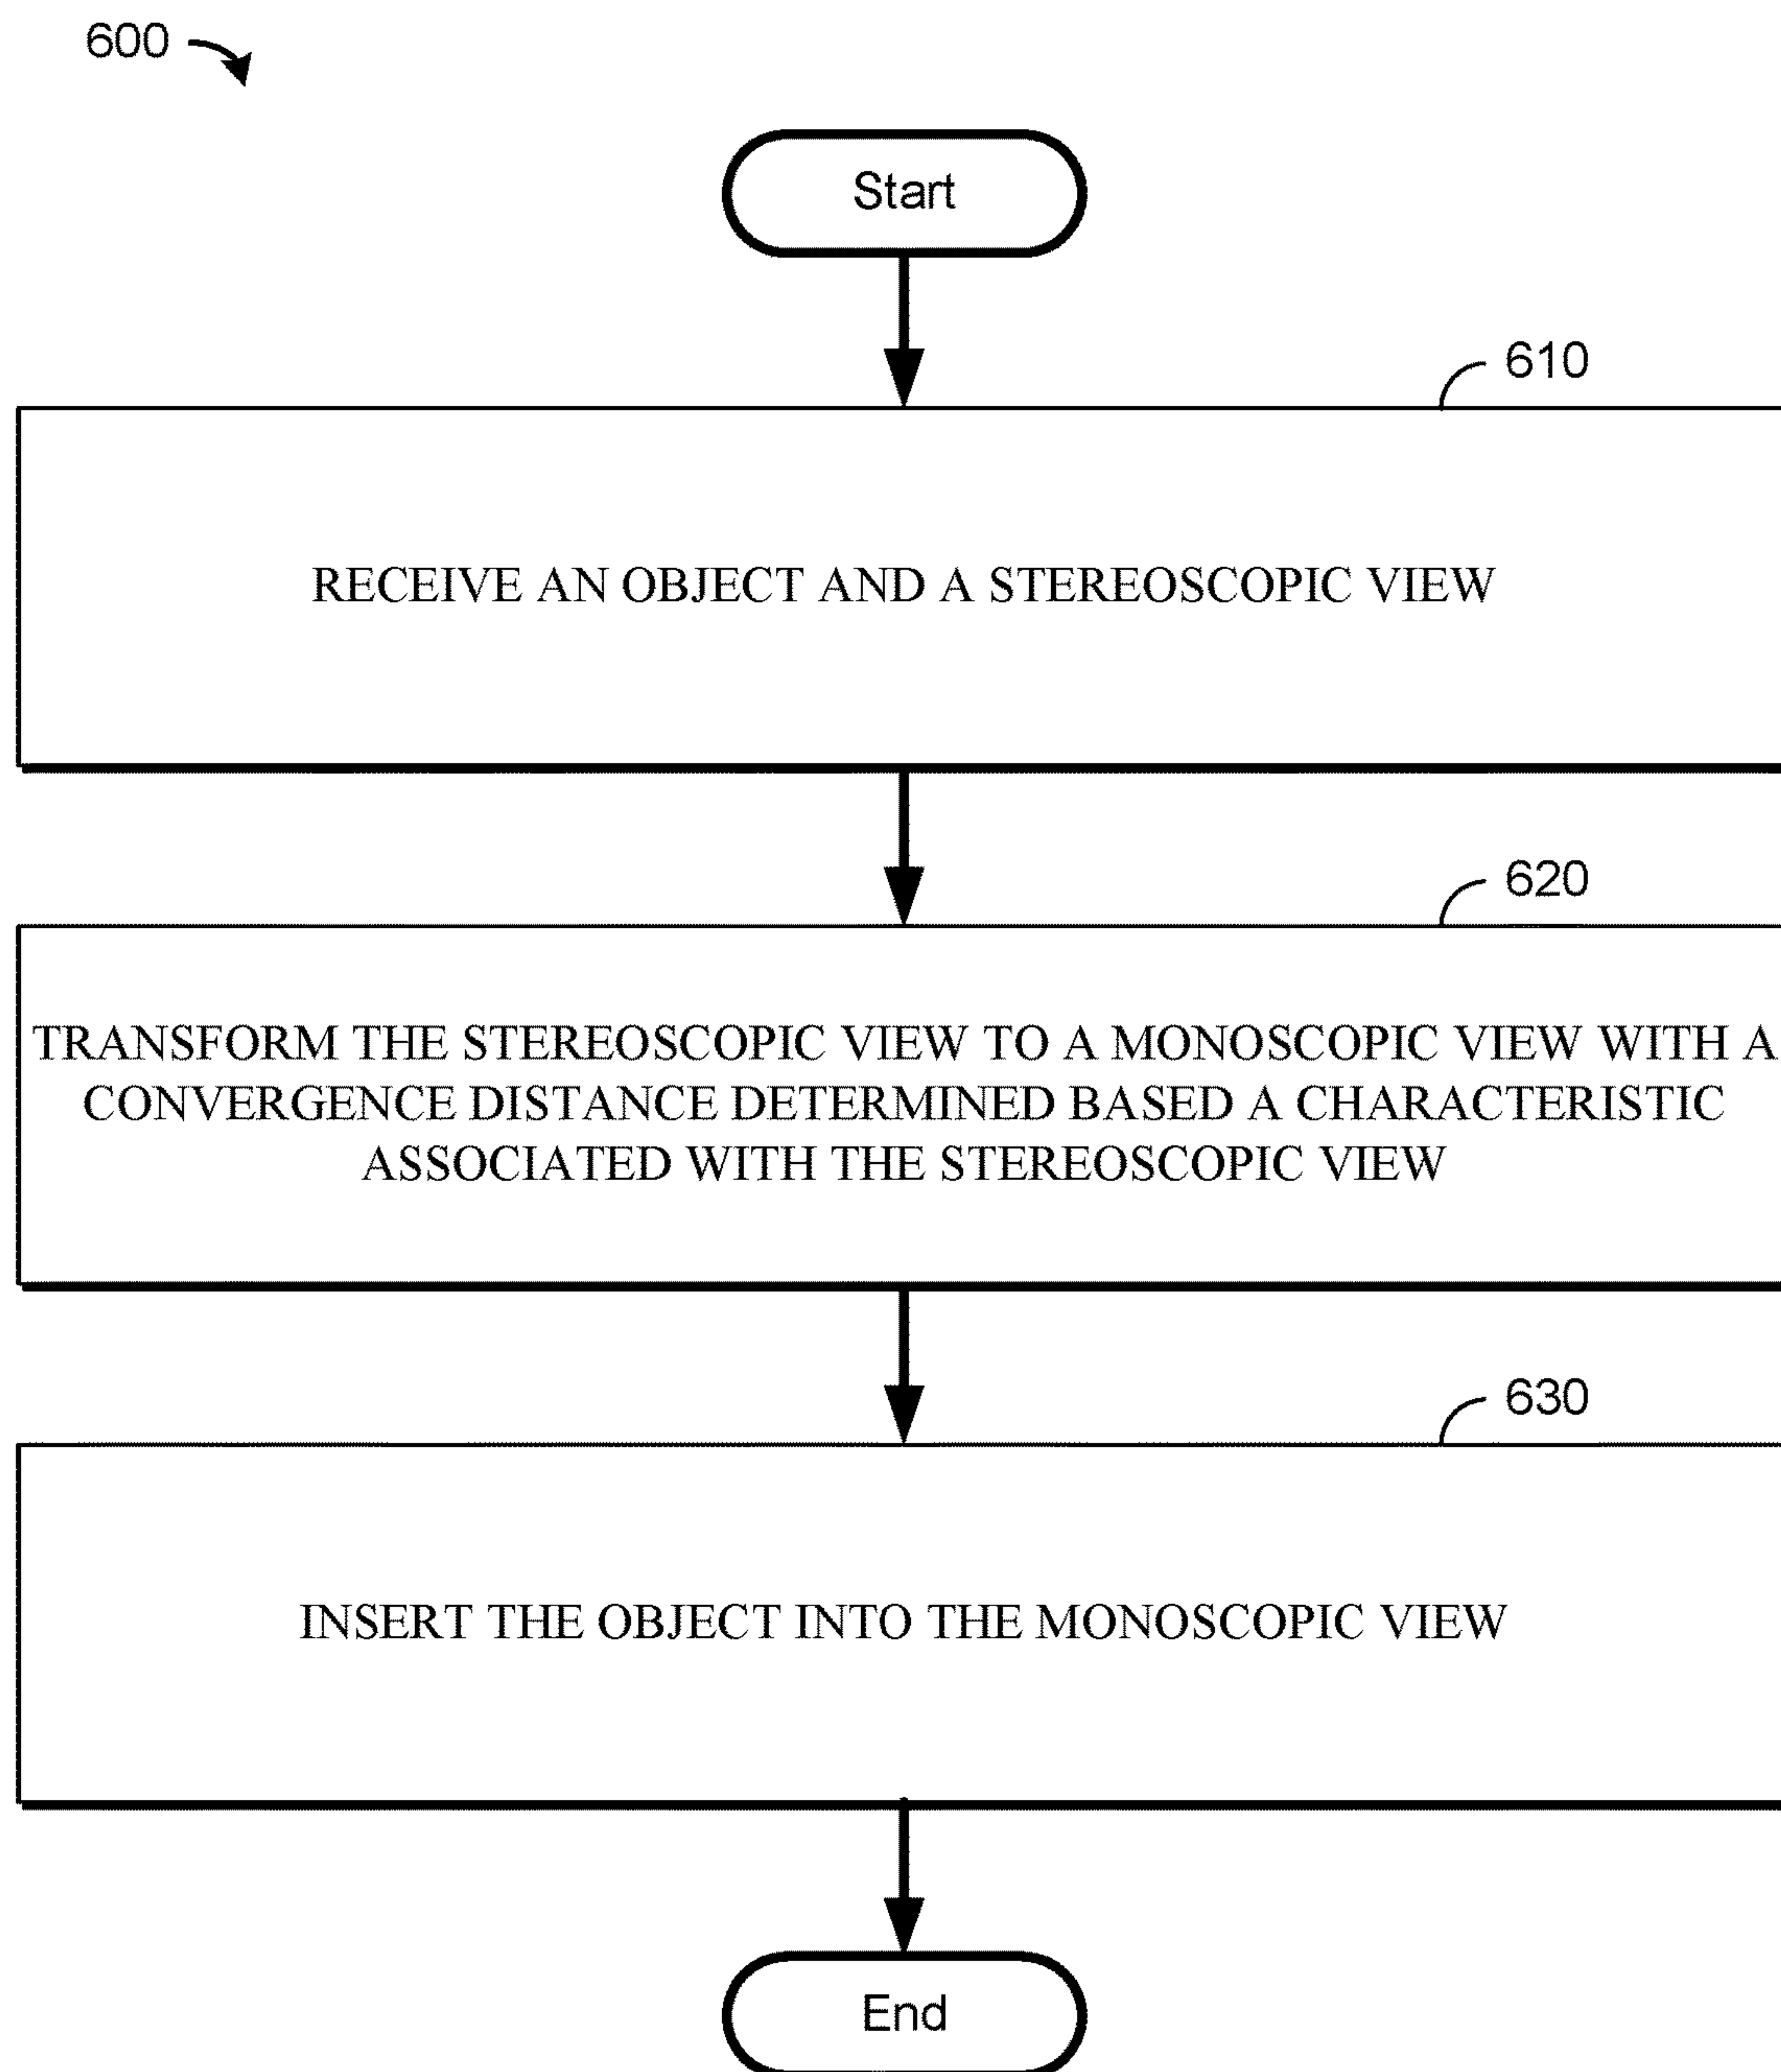 600
Start
610
RECEIVE AN OBJECT AND A STEREOSCOPIC VIEW
620
TRANSFORM THE STEREOSCOPIC VIEW TO A MONOSCOPIC VIEW WITH A
CONVERGENCE DISTANCE DETERMINED BASED A CHARACTERISTIC
ASSOCIATED WITH THE STEREOSCOPIC VIEW
630
INSERT THE OBJECT INTO THE MONOSCOPIC VIEW
End